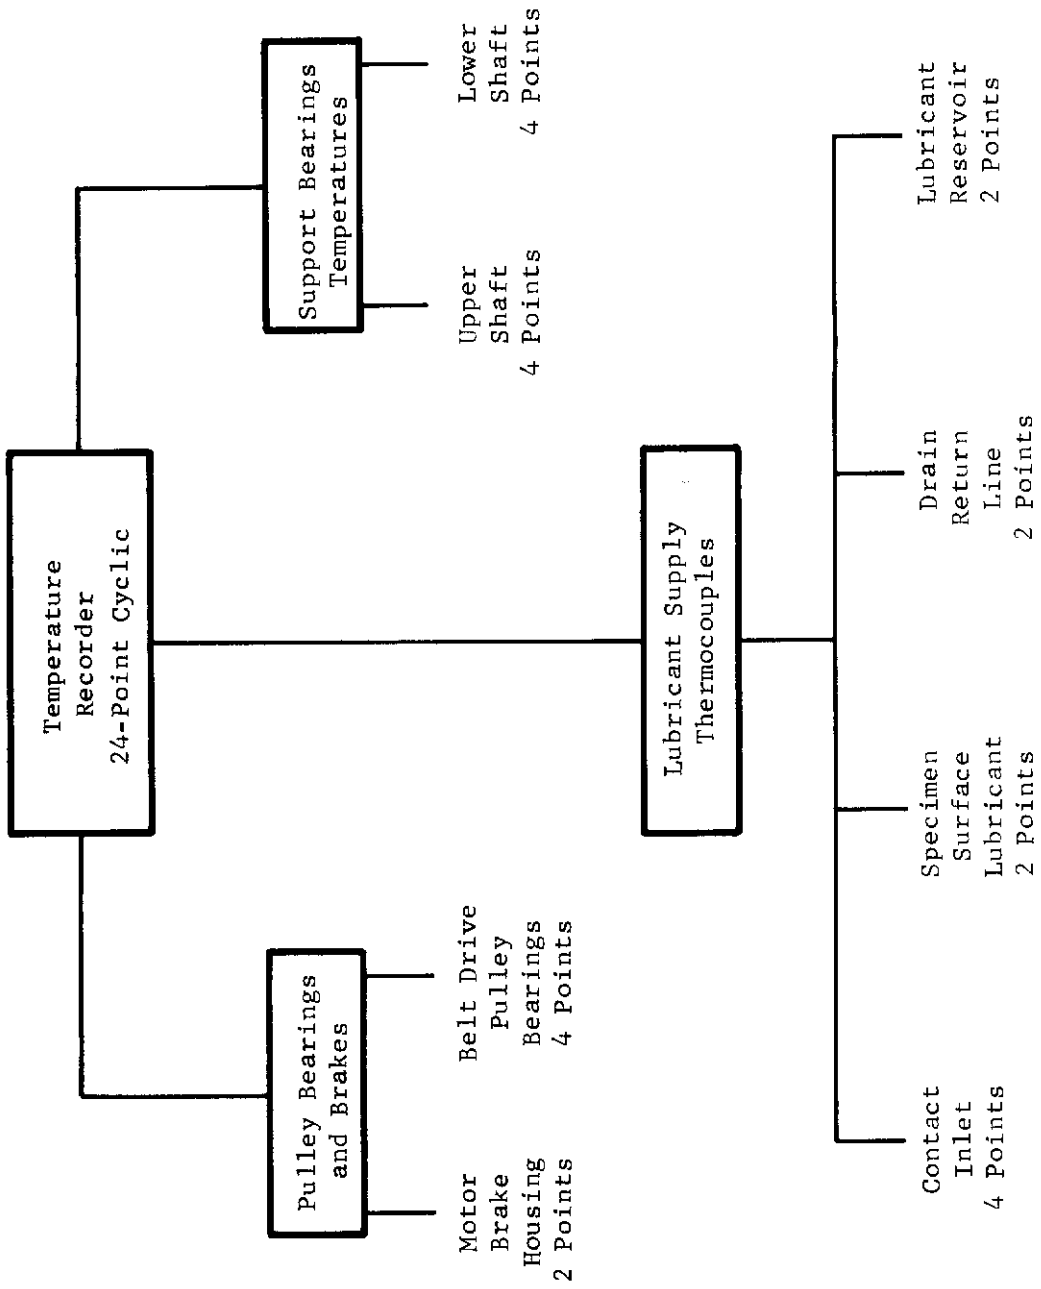 Temperature
Recorder
24-Point Cyclic
Pulley Bearings
and Brakes
Motor
Brake
Housing
2 Points
Belt Drive
Pulley
Bearings
4 Points
Support Bearings
Temperatures
Upper
Shaft
4 Points
Lower
Shaft
4 Points
Lubricant Supply
Thermocouples
Contact
Inlet
4 Points
Specimen
Surface
Lubricant
2 Points
Drain
Return
Line
2 Points
Lubricant
Reservoir
2 Points